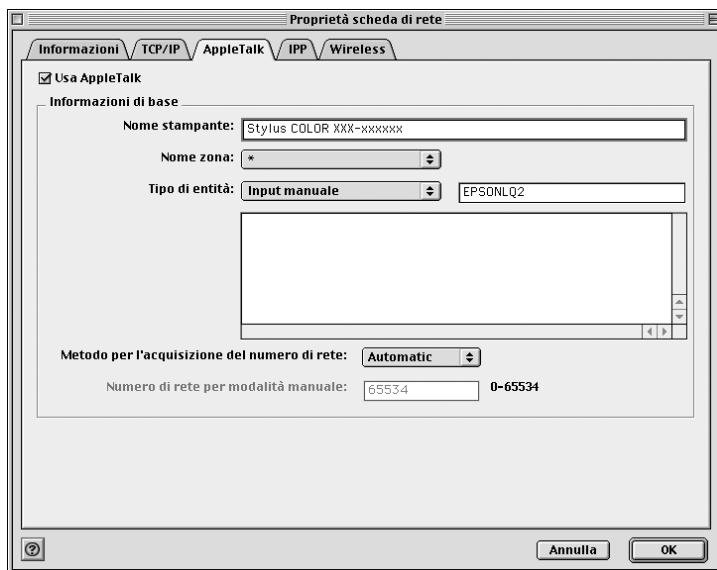 Proprietà scheda di rete
Informazioni TCP/IP AppleTalk IPP Wireless
Usa AppleTalk
Informazioni di base
Nome stampante: Stylus COLOR XXX-xxxxxx
Nome zona: *
Tipo di entità: Input manuale EPSONLQ2
Metodo per l'acquisizione del numero di rete: Automatic
Numero di rete per modalità manuale: 65534 0-65534
? Annulla OK